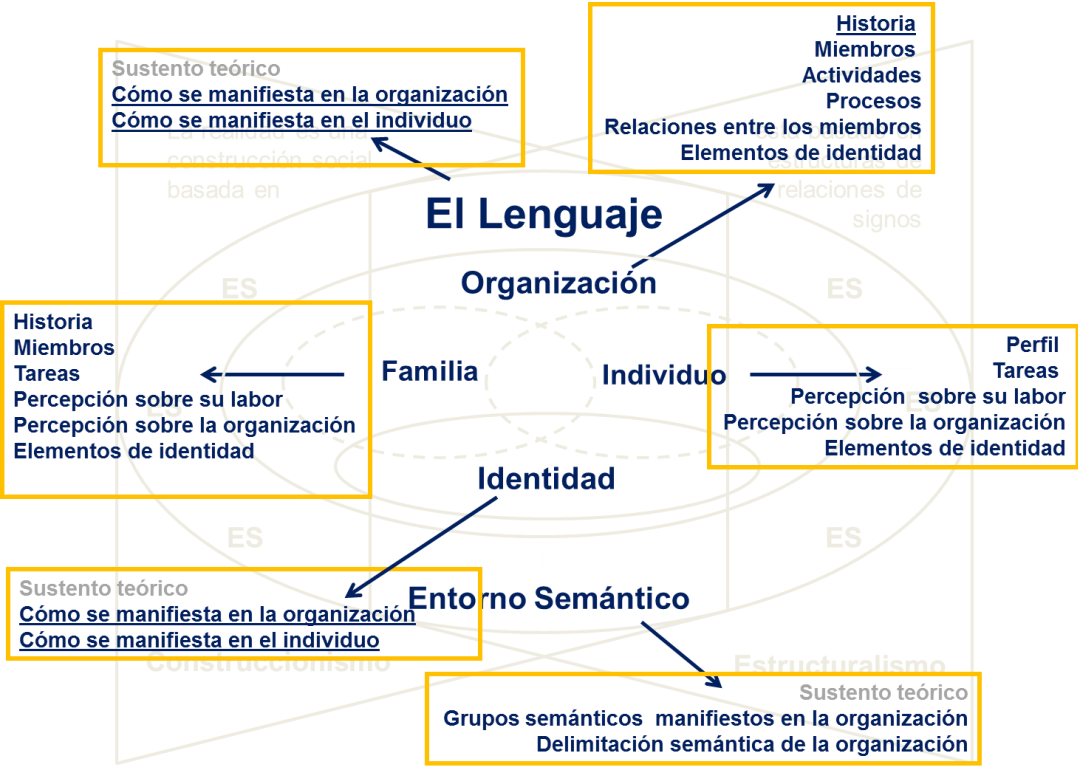 Historia
Miembros
Actividades
Procesos
Relaciones entre los miembros
Elementos de identidad
Sustento teórico
Cómo se manifiesta en la organización
Cómo se manifiesta en el individuo
La realidad es una
construcción social
basada en
estructuras de
relaciones de
signos
El Lenguaje
Organización
ES
ES
Historia
Miembros
Tareas
Percepción sobre su labor
Percepción sobre la organización
Elementos de identidad
ES
Familia
Individuo
Perfil
Tareas
Percepción sobre su labor
Percepción sobre la organización
Elementos de identidad
ES
Identidad
ES
ES
Sustento teórico
Cómo se manifiesta en la organización
Cómo se manifiesta en el individuo
Entorno Semántico
Construccionismo
Estructuralismo
Sustento teórico
Grupos semánticos manifiestos en la organización
Delimitación semántica de la organización